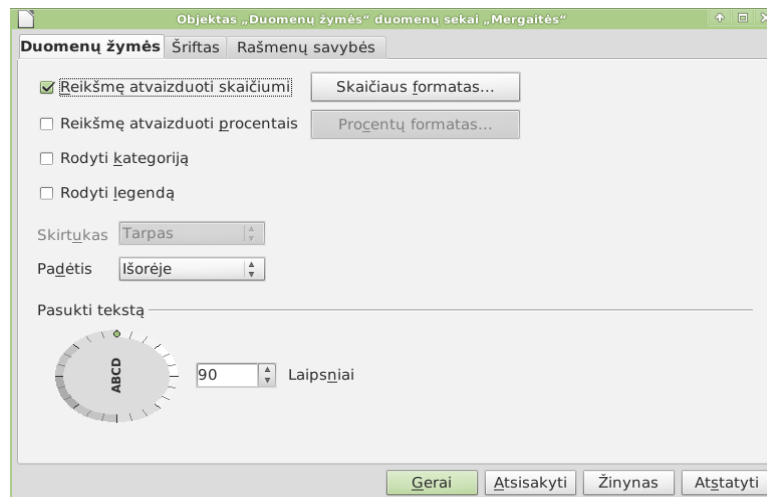 Objektas „Duomenų žymės“ duomenų sekai „Mergaitės“
Duomenų žymės Šriftas Rašmenų savybės
Reikšmę atvaizduoti skaičiumi Skaičiaus formatas...
Reikšmę atvaizduoti procentais Procentų formatas...
Rodyti kategoriją
Rodyti legendą
Skirtukas Tarpas
Padėtis Išorėje
Pasukti tekstą
ABCD
90 Laipsniai
Gerai Atsisakyti Žinynas Atstatyti